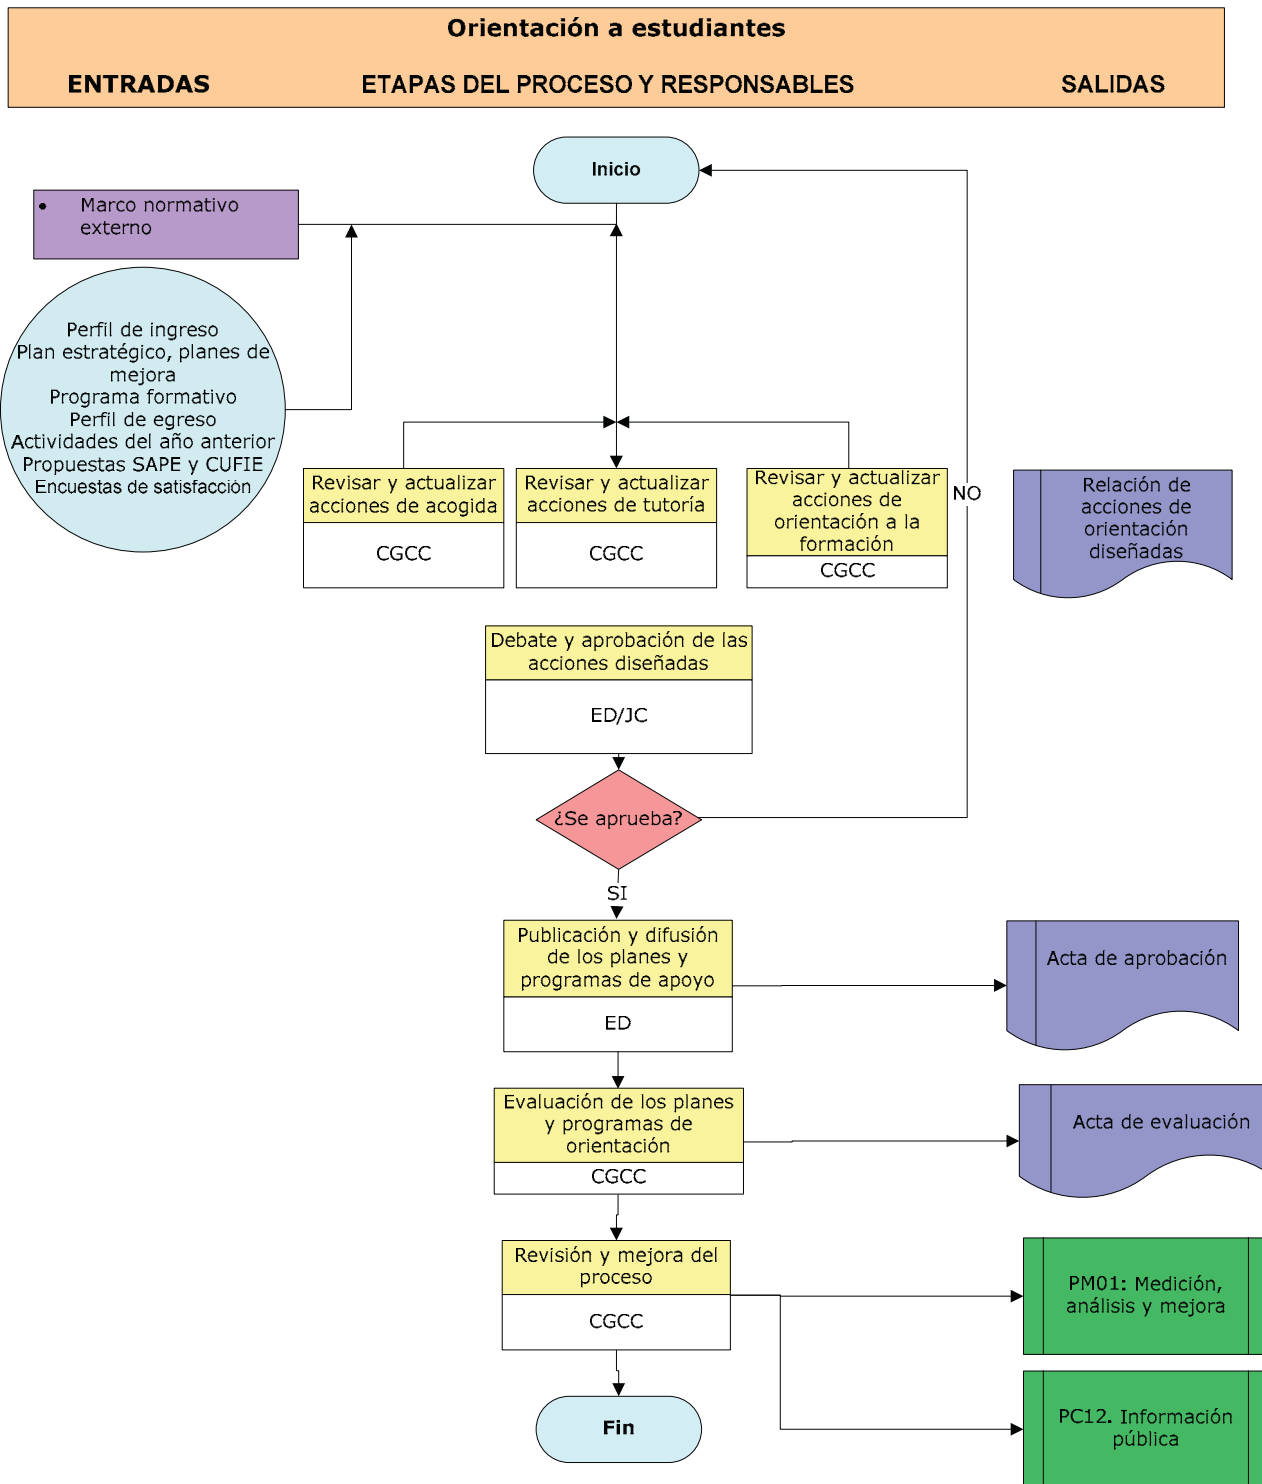 Orientación a estudiantes
ENTRADAS
ETAPAS DEL PROCESO Y RESPONSABLES
SALIDAS
Inicio
• Marco normativo
externo
Perfil de ingreso
Plan estratégico, planes de
mejora
Programa formativo
Perfil de egreso
Actividades del año anterior
Propuestas SAPE y CUFIE
Encuestas de satisfacción
Revisar y actualizar
acciones de acogida
CGCC
Revisar y actualizar
acciones de tutoría
CGCC
Revisar y actualizar
acciones de
orientación a la
formación
CGCC
NO
Relación de
acciones de
orientación
diseñadas
Debate y aprobación de las
acciones diseñadas
ED/JC
¿Se aprueba?
SI
Publicación y difusión
de los planes y
programas de apoyo
ED
Acta de aprobación
Evaluación de los planes
y programas de
orientación
CGCC
Acta de evaluación
Revisión y mejora del
proceso
CGCC
PM01: Medición,
análisis y mejora
PC12. Información
pública
Fin